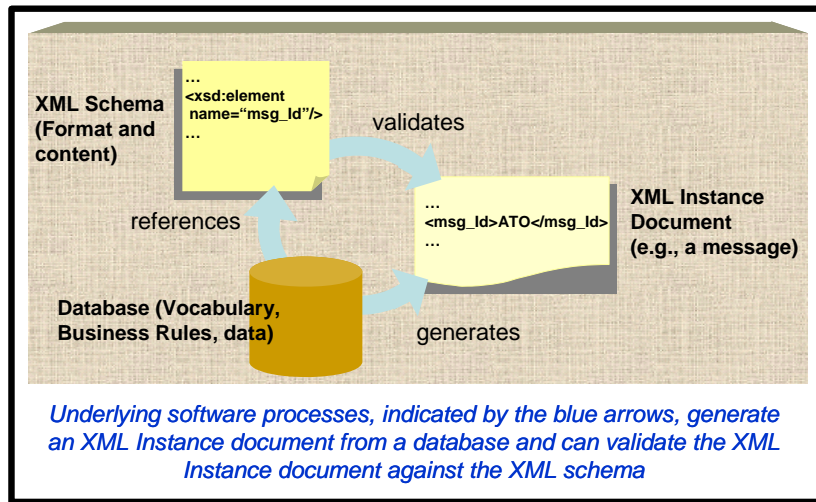 XML Schema
(Format and
content)
…
<xsd:element
name=“msg_Id”/>
…
validates
references
…
<msg_Id>ATO</msg_Id>
…
XML Instance
Document
(e.g., a message)
Database (Vocabulary,
Business Rules, data)
generates
Underlying software processes, indicated by the blue arrows, generate
an XML Instance document from a database and can validate the XML
Instance document against the XML schema